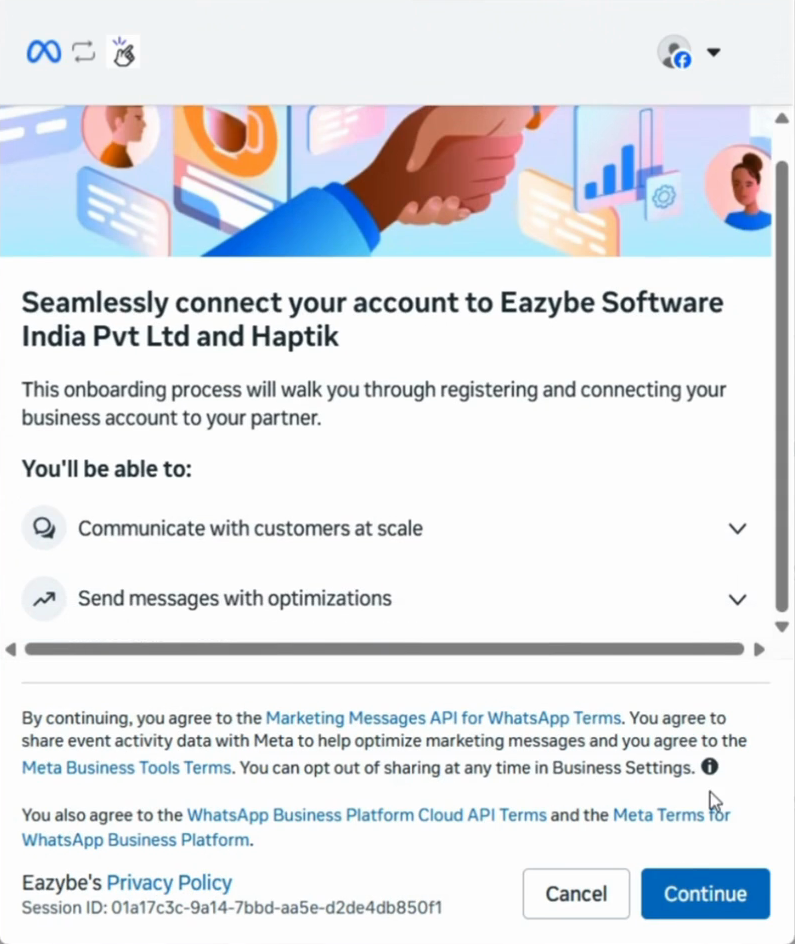 Seamlessly connect your account to Eazybe Software
India Pvt Ltd and Haptik
This onboarding process will walk you through registering and connecting your
business account to your partner.
You'll be able to:
Communicate with customers at scale
Send messages with optimizations
By continuing, you agree to the Marketing Messages API for WhatsApp Terms. You agree to
share event activity data with Meta to help optimize marketing messages and you agree to the
Meta Business Tools Terms. You can opt out of sharing at any time in Business Settings.
You also agree to the WhatsApp Business Platform Cloud API Terms and the Meta Terms for
WhatsApp Business Platform.
Eazybe's Privacy Policy
Session ID: 01a17c3c-9a14-7bbd-aa5e-d2de4db850f1
Cancel
Continue